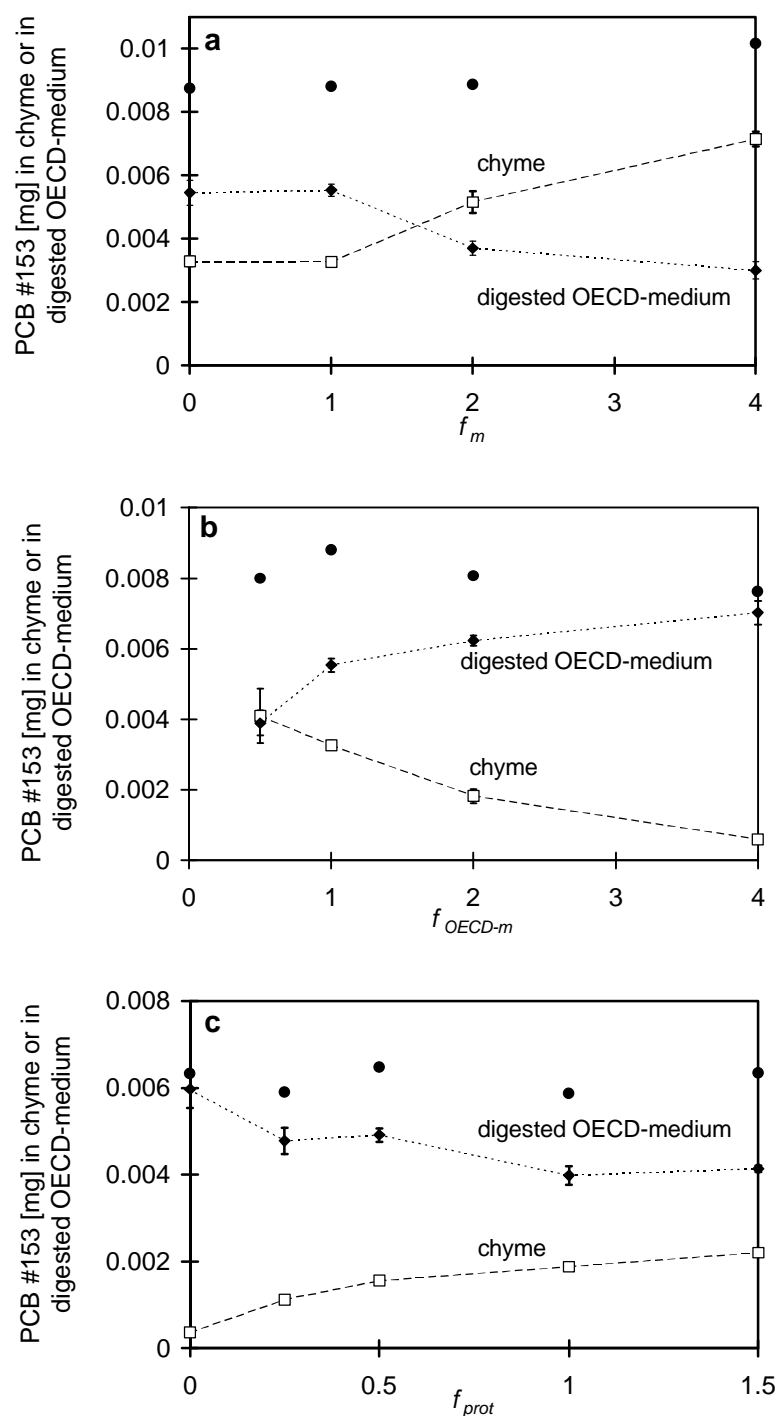 PCB #153 [mg] in chyme or in
digested OECD-medium
a
0.01
0.008
0.006
0.004
0.002
0
chyme
digested OECD-medium
0 1 2 3 4
f m
PCB #153 [mg] in chyme or in
digested OECD-medium
b
0.01
0.008
0.006
0.004
0.002
0
digested OECD-medium
chyme
0 1 2 3 4
f OECD-m
PCB #153 [mg] in chyme or in
digested OECD-medium
c
0.008
0.006
0.004
0.002
0
digested OECD-medium
chyme
0 0.5 1 1.5
f prot